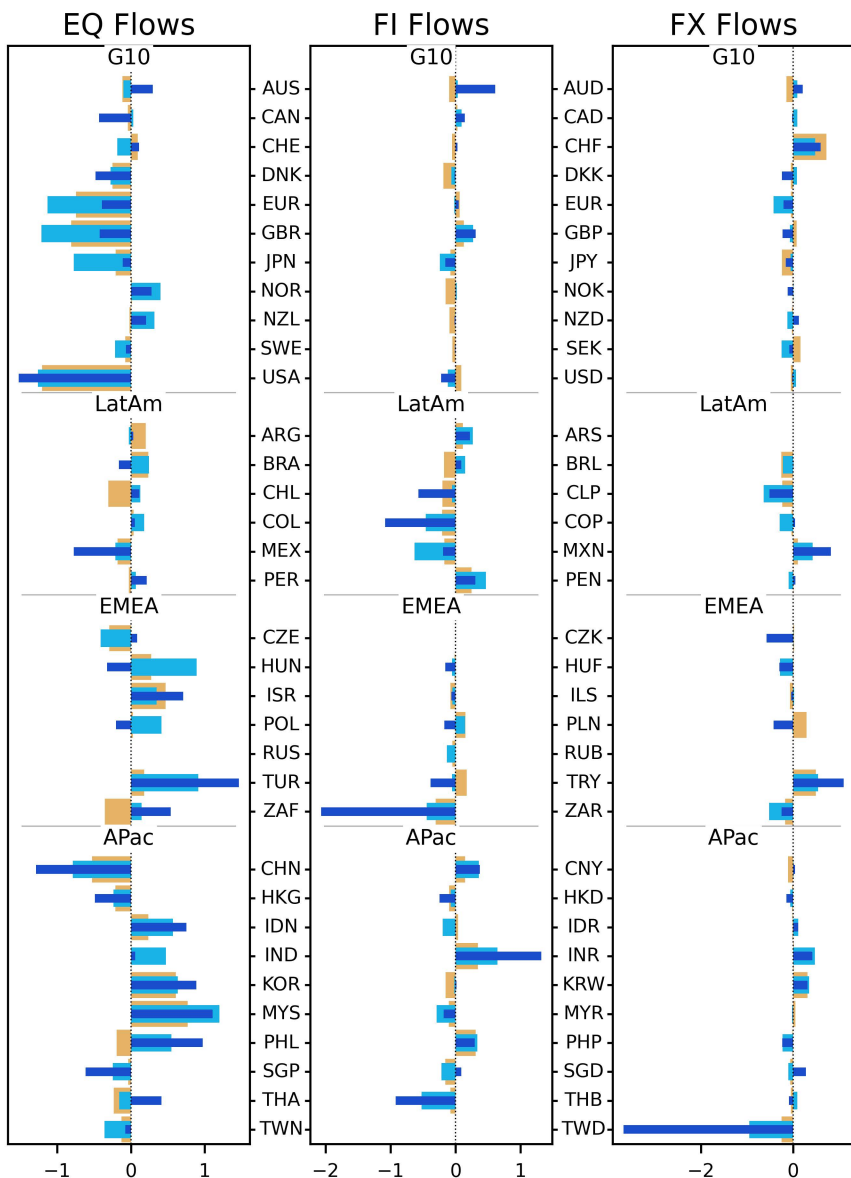 EQ Flows FI Flows FX Flows
G10 G10 G10
AUS AUD
CAN CAD
CHE CHF
DNK DKK
EUR EUR
GBR GBP
JPN JPY
NOR NOK
NZL NZD
SWE SEK
USA USD
LatAm LatAm LatAm
ARG ARS
BRA BRL
CHL CLP
COL COP
MEX MXN
PER PEN
EMEA EMEA EMEA
CZE CZK
HUN HUF
ISR ILS
POL PLN
RUS RUB
TUR TRY
ZAF ZAR
APac APac APac
CHN CNY
HKG HKD
IDN IDR
IND INR
KOR KRW
MYS MYR
PHL PHP
SGP SGD
THA THB
TWN TWD
−1 0 1 −2 −1 0 1 −2 0